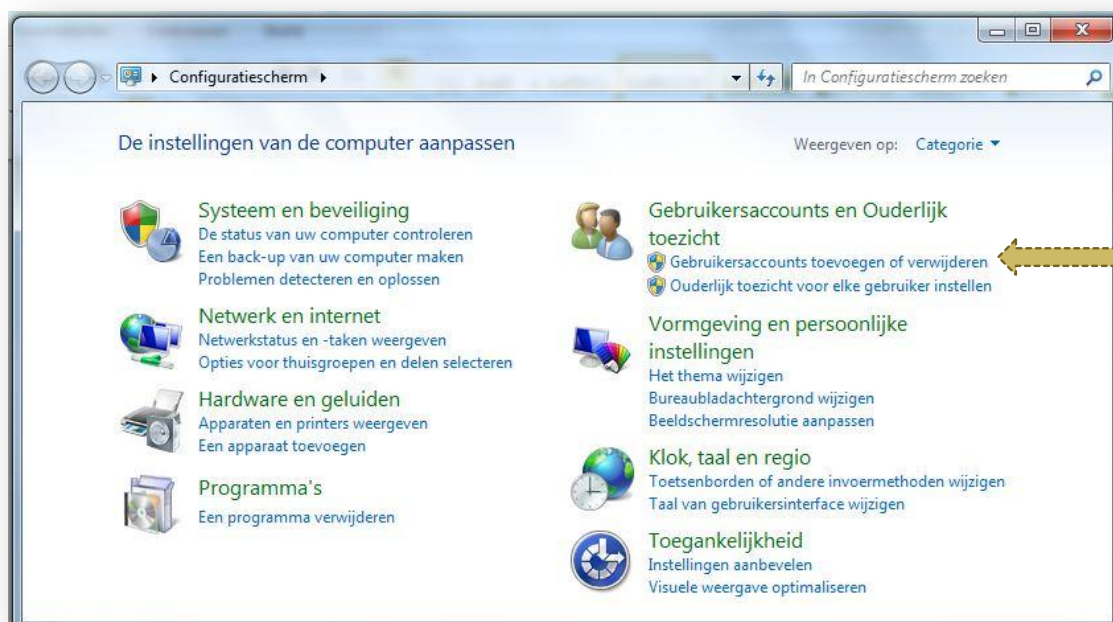 Configuratiescherm
In Configuratiescherm zoeken
De instellingen van de computer aanpassen
Weergeven op: Categorie
Systeem en beveiliging
De status van uw computer controleren
Een back-up van uw computer maken
Problemen detecteren en oplossen
Netwerk en internet
Netwerkstatus en -taken weergeven
Opties voor thuisgroepen en delen selecteren
Hardware en geluiden
Apparaten en printers weergeven
Een apparaat toevoegen
Programma's
Een programma verwijderen
Gebruikersaccounts en Ouderlijk
toezicht
Gebruikersaccounts toevoegen of verwijderen
Ouderlijk toezicht voor elke gebruiker instellen
Vormgeving en persoonlijke
instellingen
Het thema wijzigen
Bureaubladachtergrond wijzigen
Beeldschermresolutie aanpassen
Klok, taal en regio
Toetsenborden of andere invoermethoden wijzigen
Taal van gebruikersinterface wijzigen
Toegankelijkheid
Instellingen aanbevelen
Visuele weergave optimaliseren